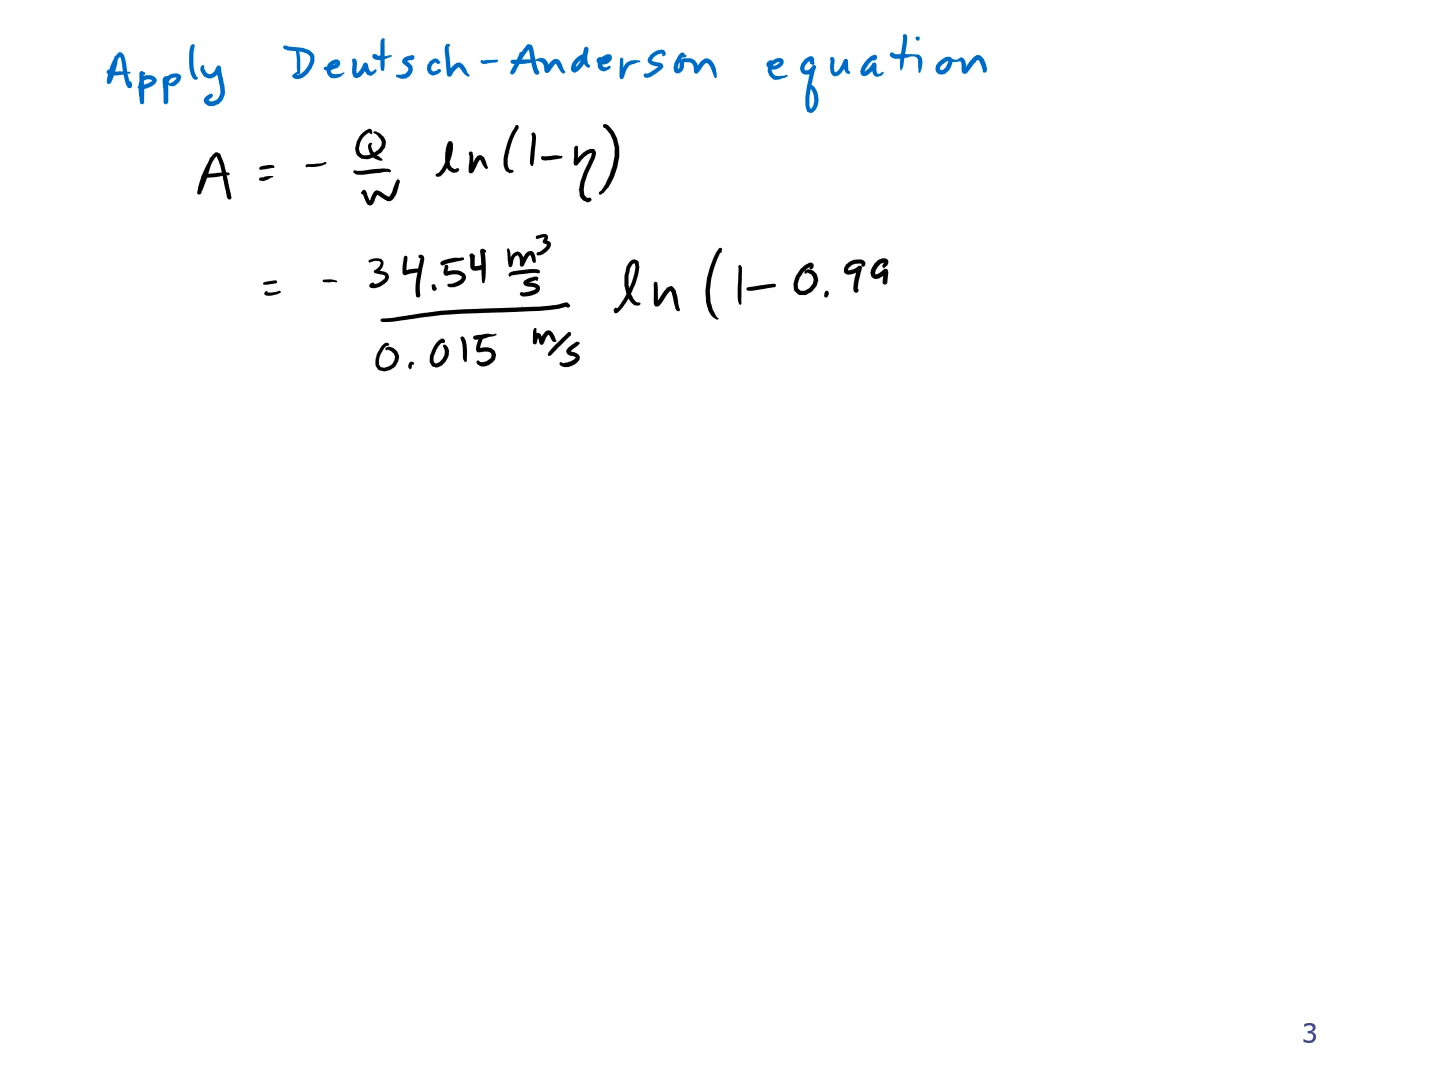 Apply Deutsch-Anderson equation
A = - Q/W ln(1-η)
= - 34.54 m³/s / 0.015 m/s ln(1-0.99
3